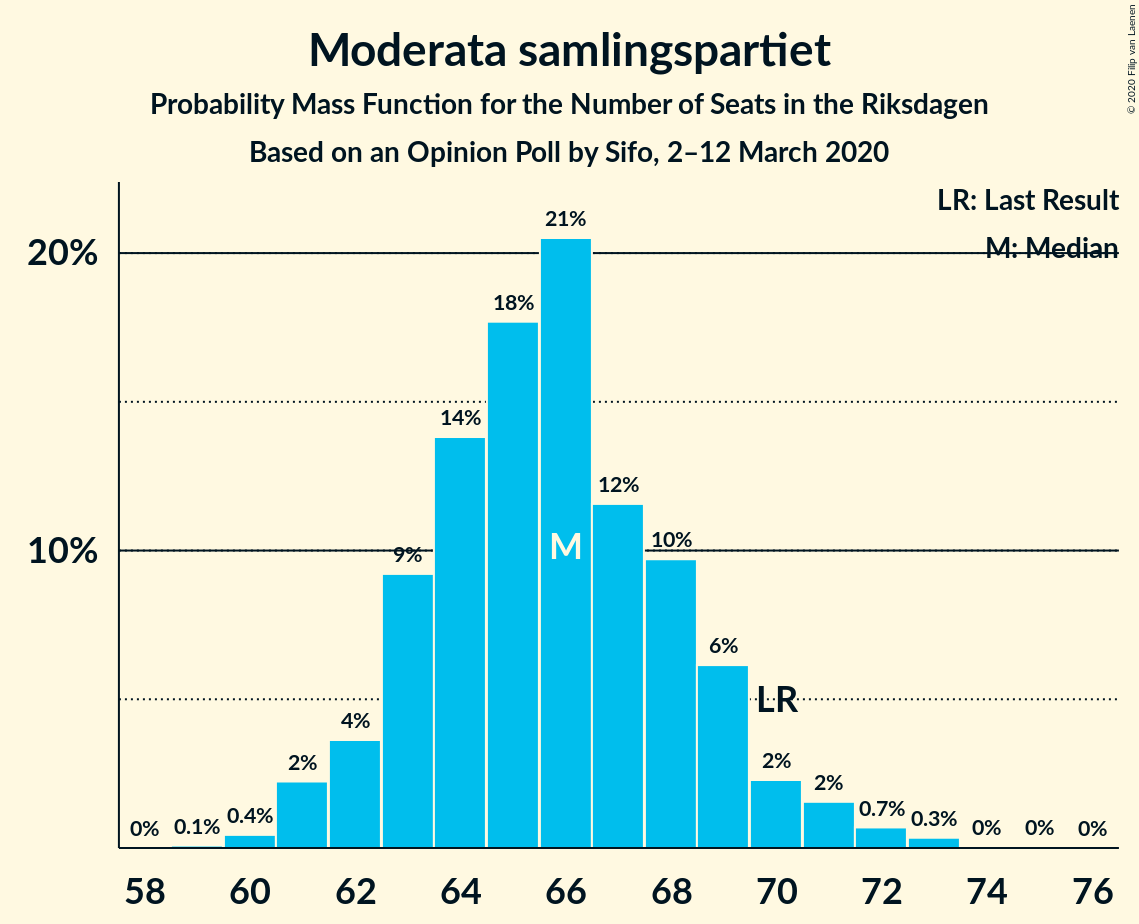 Moderata samlingspartiet
Probability Mass Function for the Number of Seats in the Riksdagen
Based on an Opinion Poll by Sifo, 2–12 March 2020
© 2020 Filip van Laenen
LR: Last Result
M: Median
20%
10%
0%
0.1%
0.4%
2%
4%
9%
14%
18%
21%
12%
10%
6%
2%
2%
0.7%
0.3%
0%
0%
0%
M
LR
58 60 62 64 66 68 70 72 74 76